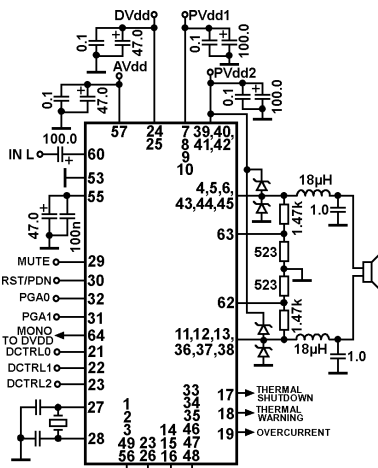 DVdd PVdd1
0.1 47.0 0.1 100.0
AVdd PVdd2
0.1 47.0 0.1 100.0
57 24 7 39,40,
25 8 41,42
9
10
100.0
IN L 60
53
55
47.0 100n
4,5,6,
43,44,45
18µH
1.47k 1.0
63
523
523
62
1.47k
11,12,13,
36,37,38
18µH 1.0
MUTE 29
RST/PDN 30
PGA0 32
PGA1 31
MONO 64
TO DVDD
DCTRL0 21
DCTRL1 22
DCTRL2 23
27
28
1 33
2 34
3 14 35
49 23 15 47
56 26 16 48
46
17 THERMAL
SHUTDOWN
18 THERMAL
WARNING
19 OVERCURRENT